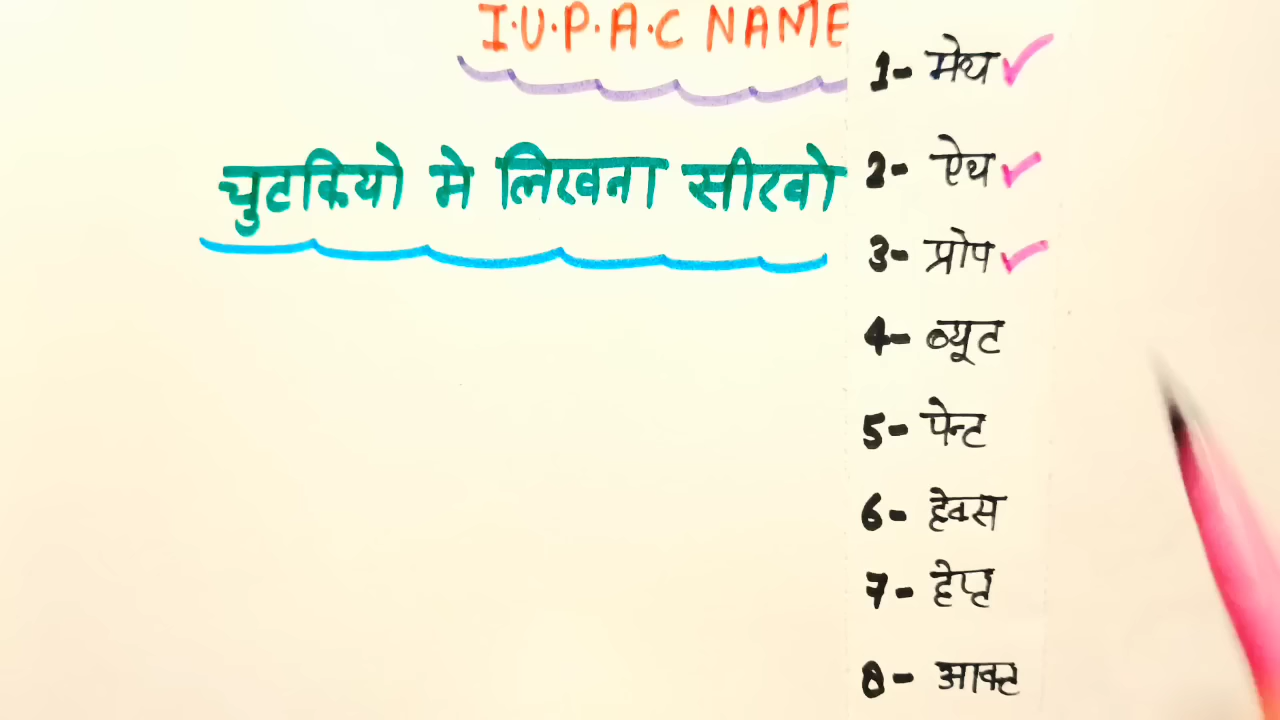 I.U.P.A.C NAME
चुटकियो मे लिखना सीखो
1- मेथ ✓
2- ऐथ ✓
3- प्रोप ✓
4- ब्यूट
5- पेन्ट
6- हेक्स
7- हेप्ट
8- आक्ट